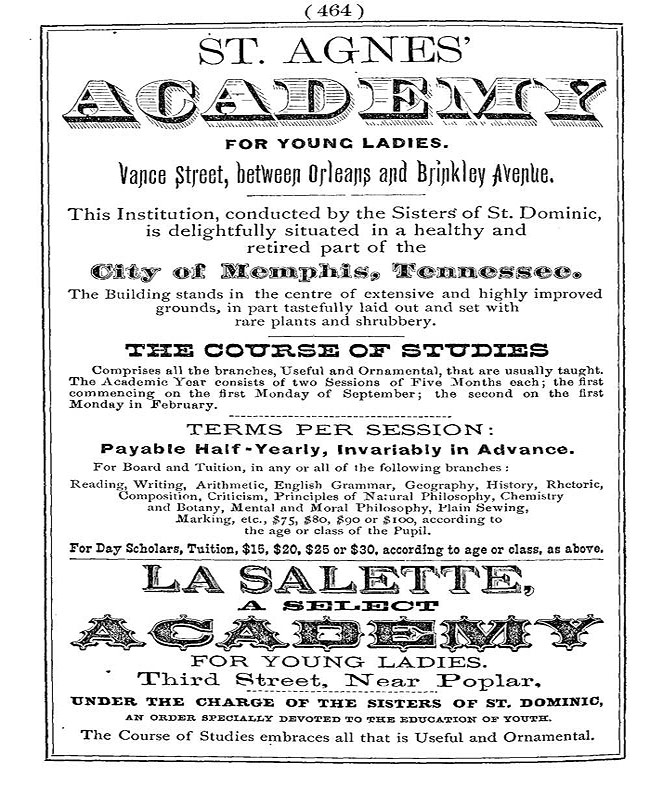 (464)
ST. AGNES'
ACADEMY
FOR YOUNG LADIES.
Vance Street, between Orleans and Brinkley Avenue.
This Institution, conducted by the Sisters of St. Dominic,
is delightfully situated in a healthy and
retired part of the
City of Memphis, Tennessee.
The Building stands in the centre of extensive and highly improved
grounds, in part tastefully laid out and set with
rare plants and shrubbery.
THE COURSE OF STUDIES
Comprises all the branches, Useful and Ornamental, that are usually taught.
The Academic Year consists of two Sessions of Five Months each; the first
commencing on the first Monday of September; the second on the first
Monday in February.
TERMS PER SESSION:
Payable Half-Yearly, Invariably in Advance.
For Board and Tuition, in any or all of the following branches:
Reading, Writing, Arithmetic, English Grammar, Geography, History, Rhetoric,
Composition, Criticism, Principles of Natural Philosophy, Chemistry
and Botany, Mental and Moral Philosophy, Plain Sewing,
Marking, etc., $75, $80, $90 or $100, according to
the age or class of the Pupil.
For Day Scholars, Tuition, $15, $20, $25 or $30, according to age or class, as above.
LA SALETTE,
A SELECT
ACADEMY
FOR YOUNG LADIES.
Third Street, Near Poplar,
UNDER THE CHARGE OF THE SISTERS OF ST. DOMINIC,
AN ORDER SPECIALLY DEVOTED TO THE EDUCATION OF YOUTH.
The Course of Studies embraces all that is Useful and Ornamental.